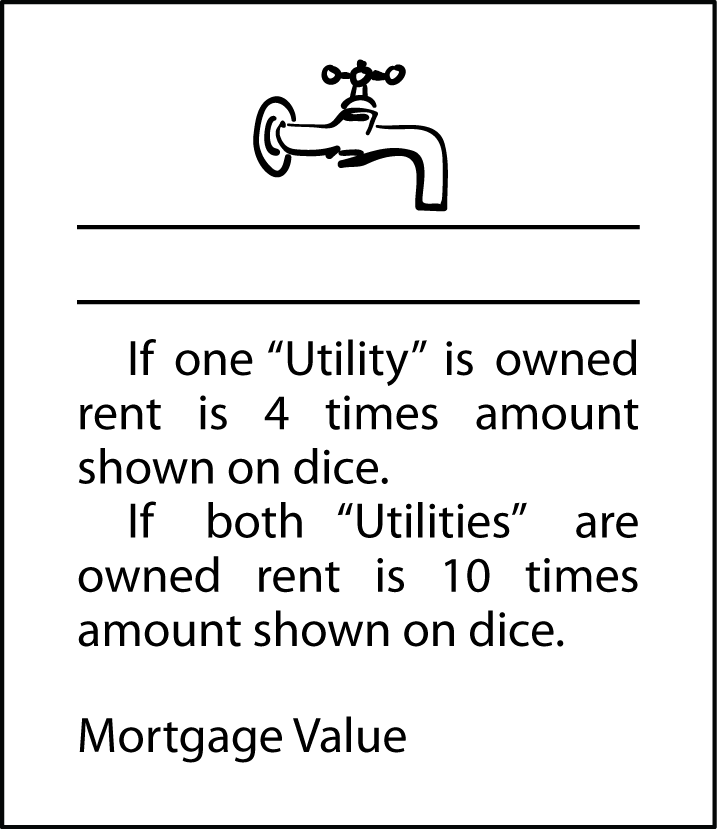 If one “Utility” is owned
rent is 4 times amount
shown on dice.
If both “Utilities” are
owned rent is 10 times
amount shown on dice.
Mortgage Value